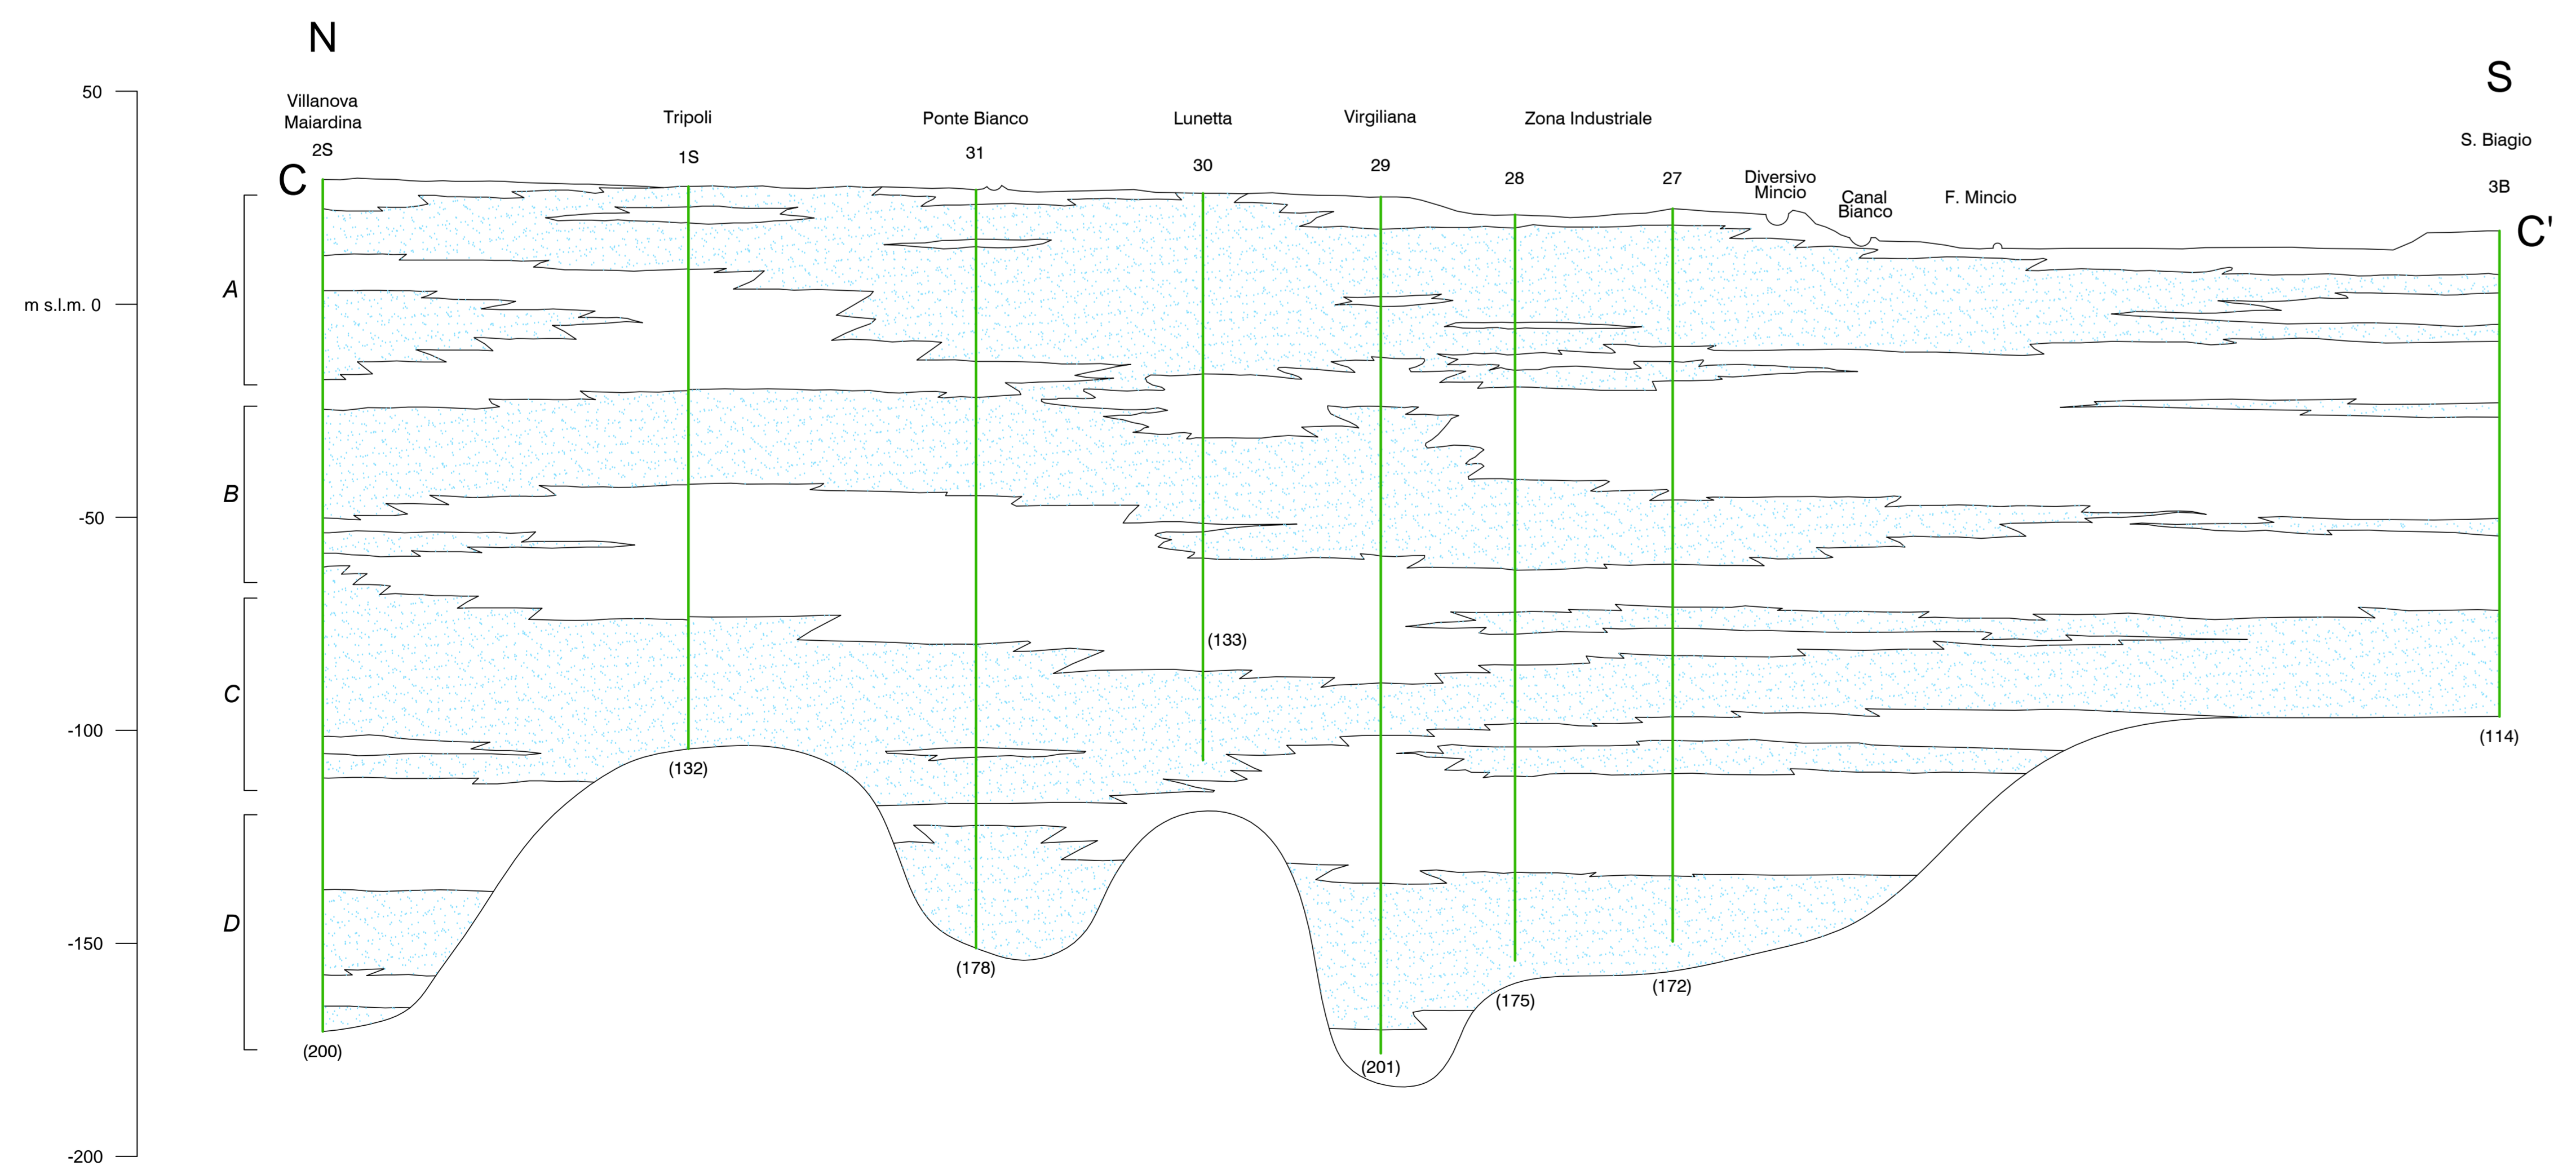 N
S
50
Villanova
Maiardina
Tripoli
Ponte Bianco
Lunetta
Virgiliana
Zona Industriale
S. Biagio
2S
1S
31
30
29
28
27
Diversivo
Mincio
Canal
Bianco
F. Mincio
3B
C
C'
A
m s.l.m. 0
B
-50
(133)
C
-100
(132)
(114)
D
-150
(178)
(175)
(172)
(200)
(201)
-200